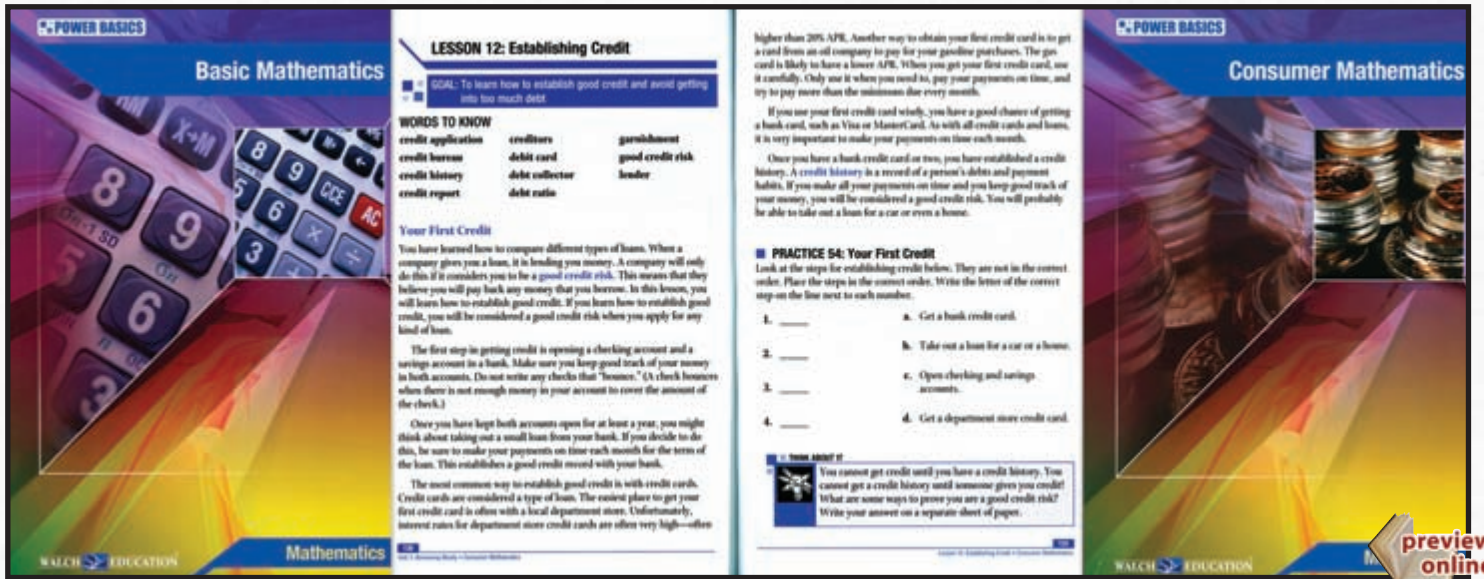 POWER BASICS
Basic Mathematics
M
X→M
8
9
5
6
3
8
9
5
6
3
C/CE
AC
×
÷
+
WALCH EDUCATION
Mathematics
LESSON 12: Establishing Credit
GOAL: To learn how to establish good credit and avoid getting
into too much debt
WORDS TO KNOW
credit application creditors garnishment
credit bureau debit card good credit risk
credit history debt collector lender
credit report debt ratio
Your First Credit
You have learned how to compare different types of loans. When a
company gives you a loan, it is lending you money. A company will only
do this if it considers you to be a good credit risk. This means that they
believe you will pay back any money that you borrow. In this lesson, you
will learn how to establish good credit. If you learn how to establish good
credit, you will be considered a good credit risk when you apply for any
kind of loan.
The first step in getting credit is opening a checking account and a
savings account in a bank. Make sure you keep good track of your money
in both accounts. Do not write any checks that "bounce." (A check bounces
when there is not enough money in your account to cover the amount of
the check.)
Once you have kept both accounts open for at least a year, you might
think about taking out a small loan from your bank. If you decide to do
this, be sure to make your payments on time each month for the term of
the loan. This establishes a good credit record with your bank.
The most common way to establish good credit is with credit cards.
Credit cards are considered a type of loan. The easiest place to get your
first credit card is often with a local department store. Unfortunately,
interest rates for department store credit cards are often very high—often
higher than 20% APR. Another way to obtain your first credit card is to get
a card from an oil company to pay for your gasoline purchases. The gas
card is likely to have a lower APR. When you get your first credit card, use
it carefully. Only use it when you need to, pay your payments on time, and
try to pay more than the minimum due every month.
If you use your first credit card wisely, you have a good chance of getting
a bank card, such as Visa or MasterCard. As with all credit cards and loans,
it is very important to make your payments on time each month.
Once you have a bank credit card or two, you have established a credit
history. A credit history is a record of a person's debts and payment
habits. If you make all your payments on time and you keep good track of
your money, you will be considered a good credit risk. You will probably
be able to take out a loan for a car or even a home.
PRACTICE 54: Your First Credit
Look at the steps for establishing credit below. They are not in the correct
order. Place the steps in the correct order. Write the letter of the correct
step on the line next to each number.
1. ____ a. Get a bank credit card.
2. ____ b. Take out a loan for a car or a house.
3. ____ c. Open checking and savings
accounts.
4. ____ d. Get a department store credit card.
THINK ABOUT IT
You cannot get credit until you have a credit history. You
cannot get a credit history until someone gives you credit!
What are some ways to prove you are a good credit risk?
Write your answer on a separate sheet of paper.
Lesson 12: Establishing Credit • Consumer Mathematics
POWER BASICS
Consumer Mathematics
WALCH EDUCATION
M
preview
online